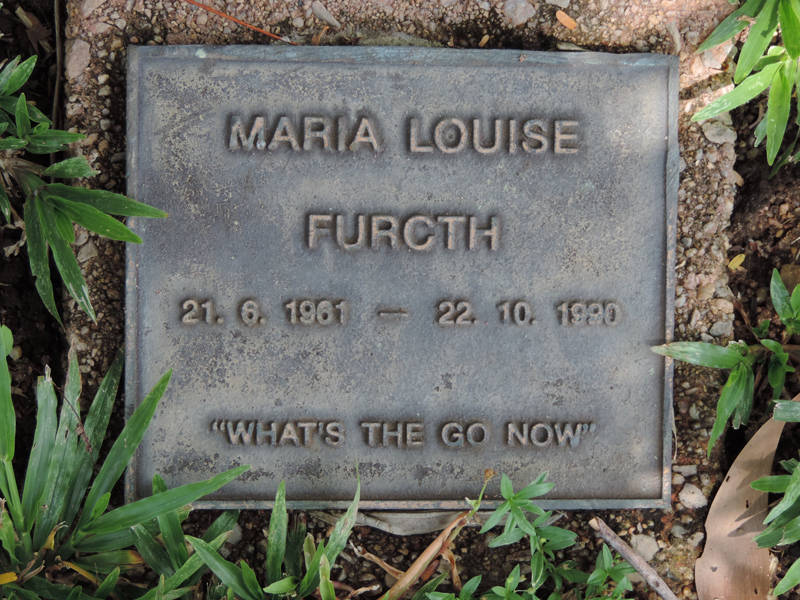 MARIA LOUISE
FURCTH
21. 6. 1961 — 22. 10. 1990
"WHAT'S THE GO NOW"